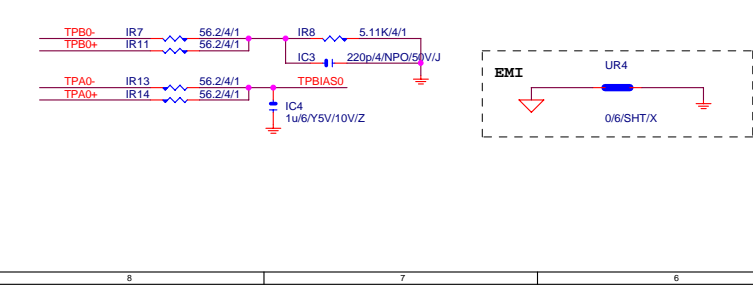 TPB0- IR7 56.2/4/1 IR8 5.11K/4/1
TPB0+ IR11 56.2/4/1
IC3 220p/4/NPO/50V/J
TPA0- IR13 56.2/4/1 TPBIAS0
TPA0+ IR14 56.2/4/1
IC4
1u/6/Y5V/10V/Z
EMI
UR4
0/6/SHT/X
8 7 6